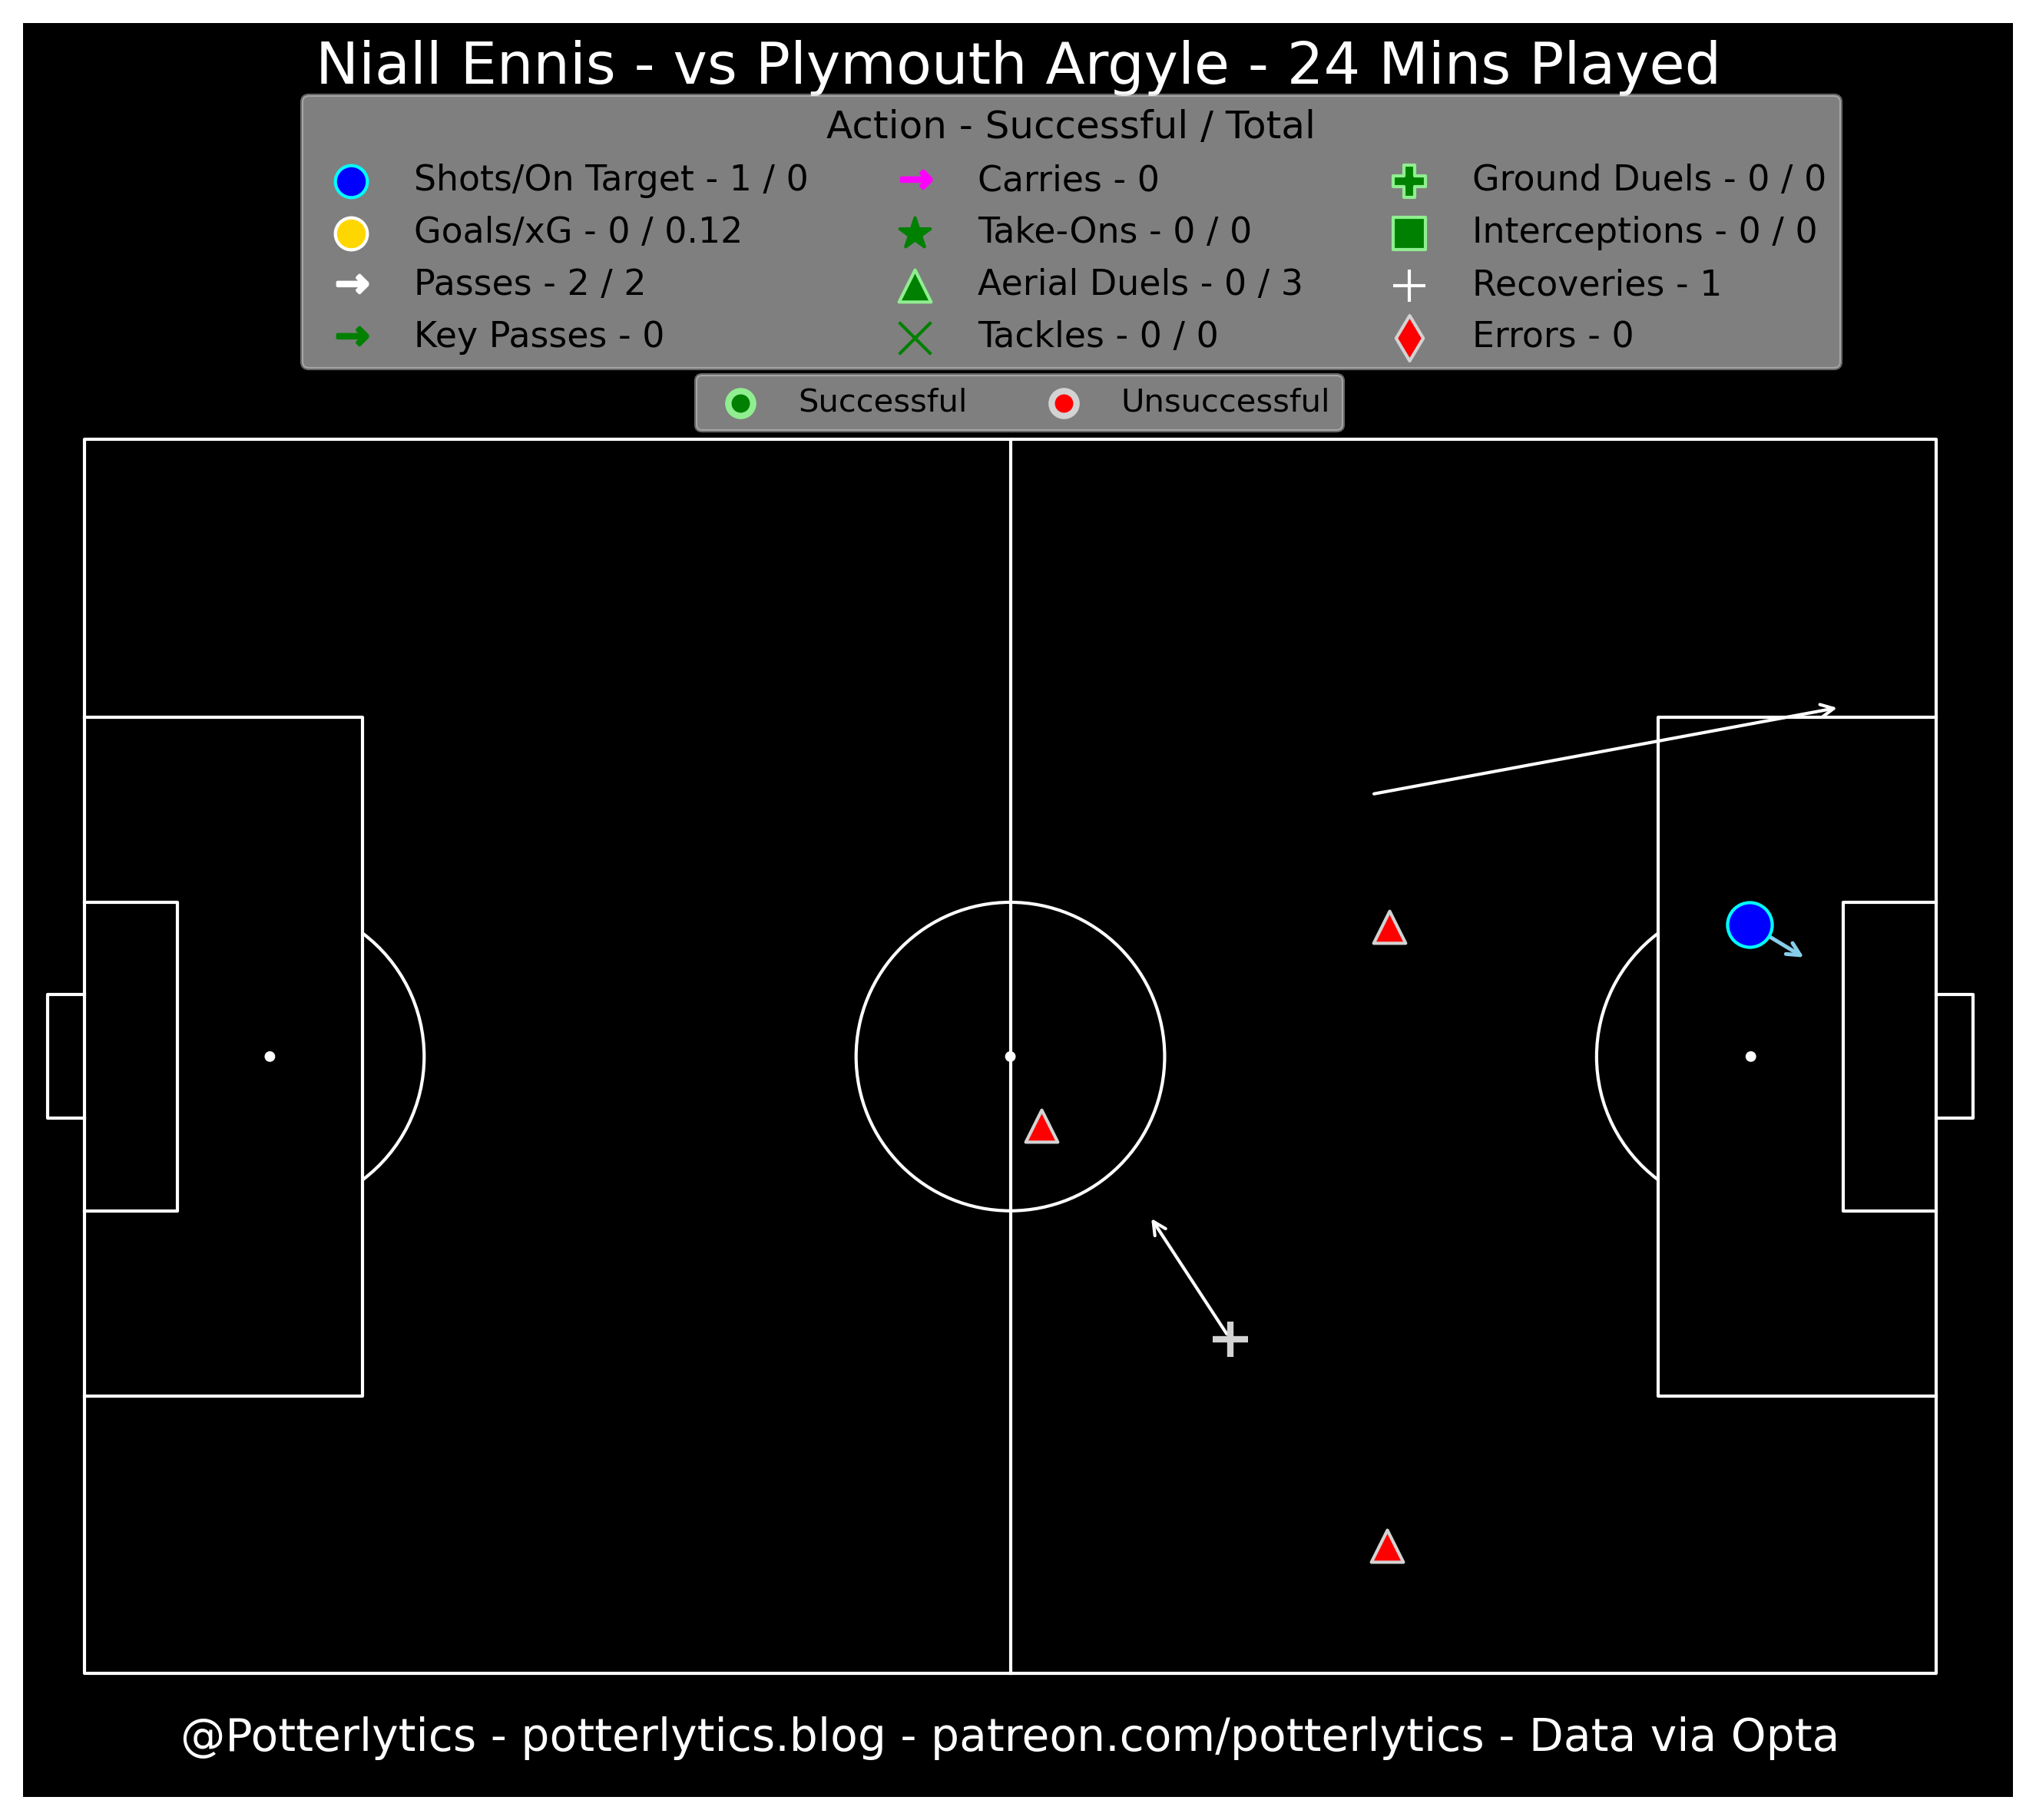 Niall Ennis - vs Plymouth Argyle - 24 Mins Played
Action - Successful / Total
Shots/On Target - 1 / 0
Goals/xG - 0 / 0.12
Passes - 2 / 2
Key Passes - 0
Carries - 0
Take-Ons - 0 / 0
Aerial Duels - 0 / 3
Tackles - 0 / 0
Ground Duels - 0 / 0
Interceptions - 0 / 0
Recoveries - 1
Errors - 0
Successful
Unsuccessful
@Potterlytics - potterlytics.blog - patreon.com/potterlytics - Data via Opta